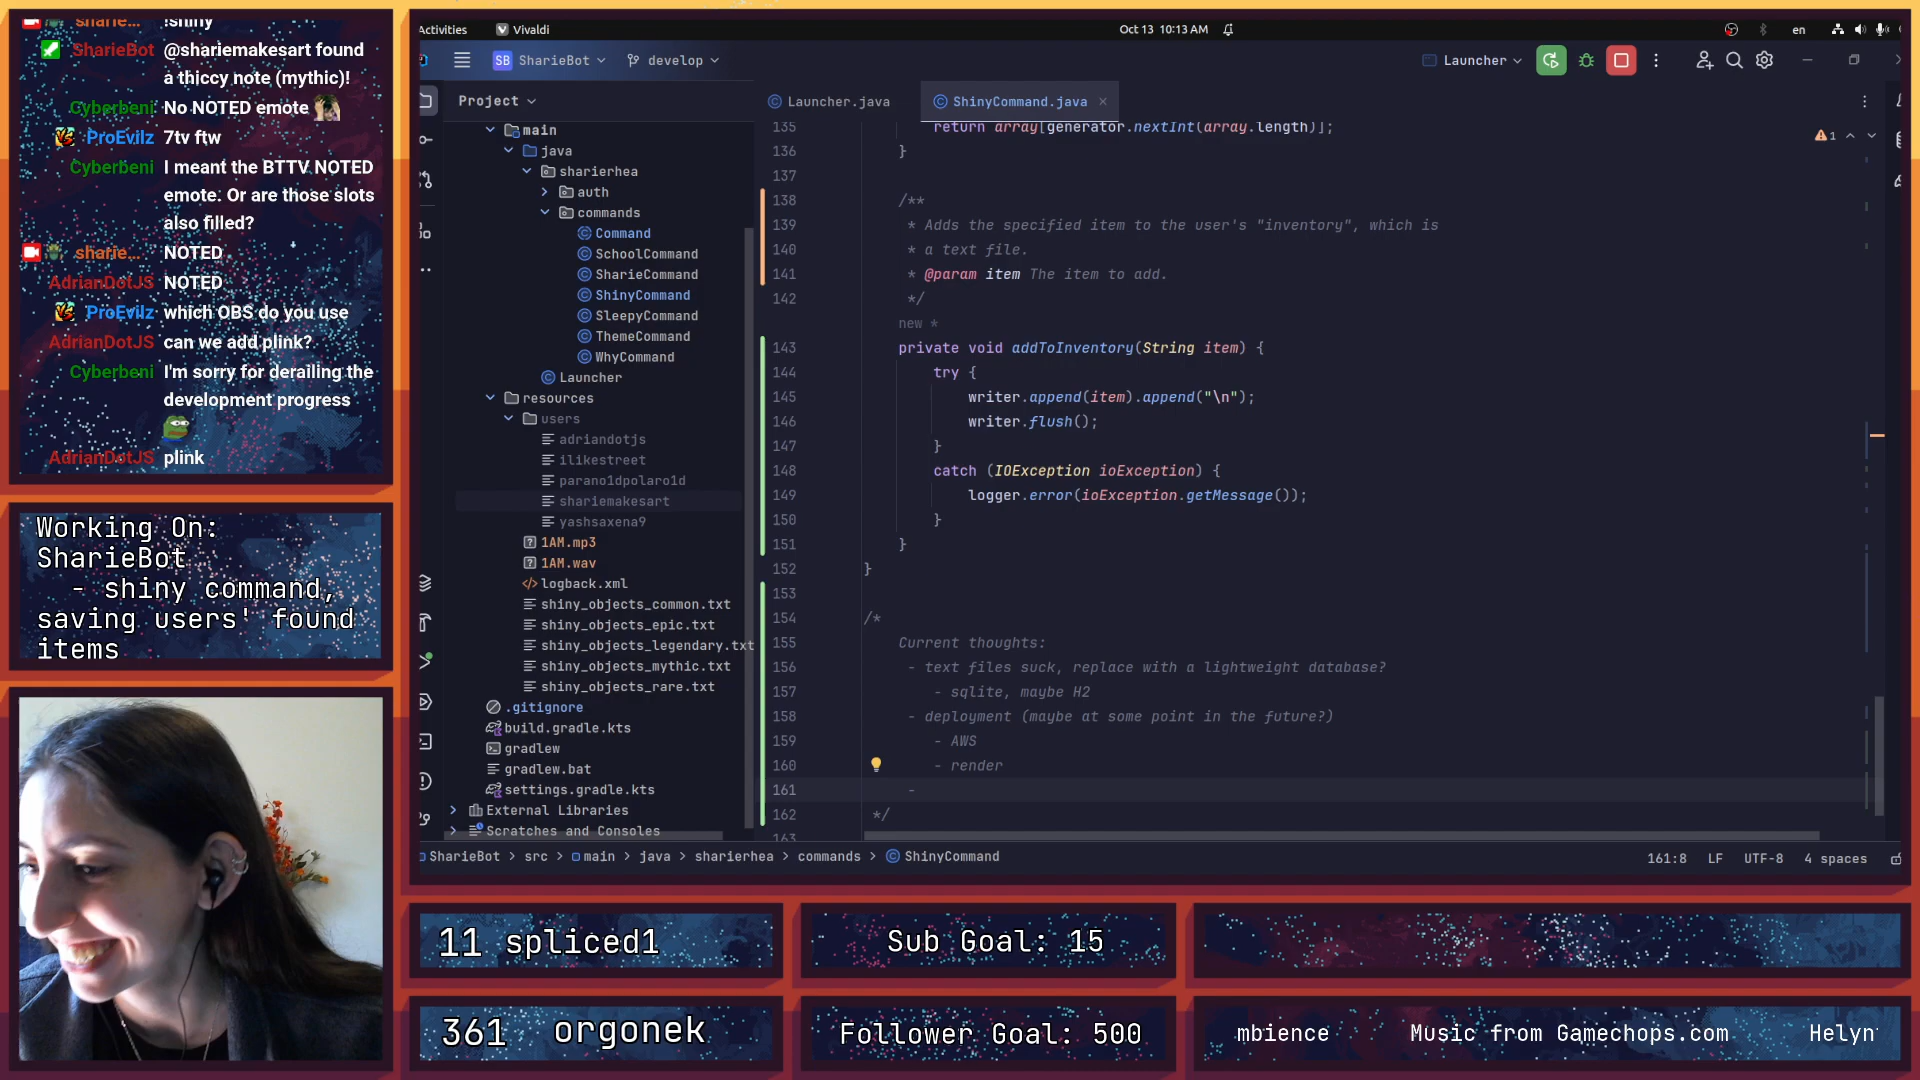 sharie... !shiny
SharieBot @shariemakesart found
a thiccy note (mythic)!
Cyberbeni No NOTED emote
ProEvilz 7tv ftw
Cyberbeni I meant the BTTV NOTED
emote. Or are those slots
also filled?
sharie... NOTED
AdrianDotJS NOTED
ProEvilz which OBS do you use
AdrianDotJS can we add plink?
Cyberbeni I'm sorry for derailing the
development progress
AdrianDotJS plink
Working On:
SharieBot
- shiny command,
saving users' found
items
Activities Vivaldi Oct 13 10:13 AM en
SB SharieBot develop Launcher
Project
main
java
sharierhea
auth
commands
Command
SchoolCommand
SharieCommand
ShinyCommand
SleepyCommand
ThemeCommand
WhyCommand
Launcher
resources
users
adriandotjs
ilikestreet
parano1dpolaro1d
shariemakesart
yashsaxena9
1AM.mp3
1AM.wav
logback.xml
shiny_objects_common.txt
shiny_objects_epic.txt
shiny_objects_legendary.txt
shiny_objects_mythic.txt
shiny_objects_rare.txt
.gitignore
build.gradle.kts
gradlew
gradlew.bat
settings.gradle.kts
External Libraries
Scratches and Consoles
Launcher.java ShinyCommand.java
1
135 return array[generator.nextInt(array.length)];
136 }
137
138 /**
139 * Adds the specified item to the user's "inventory", which is
140 * a text file.
141 * @param item The item to add.
142 */
new *
143 private void addToInventory(String item) {
144 try {
145 writer.append(item).append("\n");
146 writer.flush();
147 }
148 catch (IOException ioException) {
149 logger.error(ioException.getMessage());
150 }
151 }
152 }
153
154 /*
155 Current thoughts:
156 - text files suck, replace with a lightweight database?
157 - sqlite, maybe H2
158 - deployment (maybe at some point in the future?)
159 - AWS
160 - render
161 -
162 */
163
SharieBot > src > main > java > sharierhea > commands > ShinyCommand
161:8 LF UTF-8 4 spaces
11 spliced1
Sub Goal: 15
361 orgonek
Follower Goal: 500
mbience Music from Gamechops.com Helyn